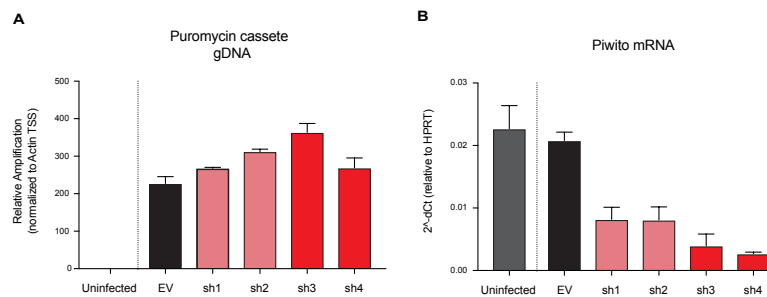 A
Puromycin cassete
gDNA
Relative Amplification
(normalized to Actin TSS)
500
400
300
200
100
0
Uninfected
EV
sh1
sh2
sh3
sh4
B
Piwito mRNA
2^-dCt (relative to HPRT)
0.03
0.02
0.01
0.00
Uninfected
EV
sh1
sh2
sh3
sh4